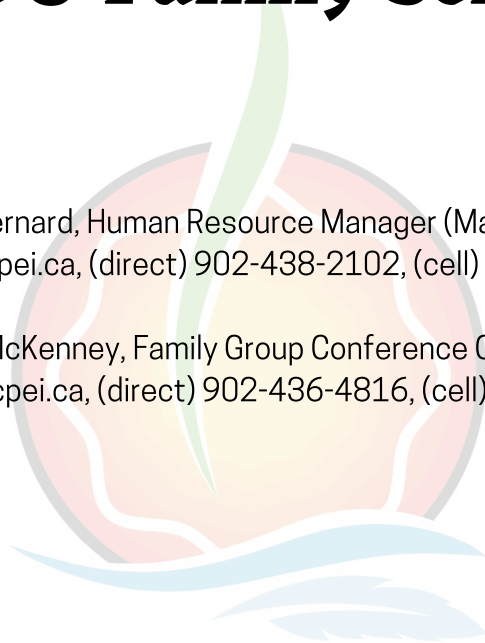 ernard, Human Resource Manager (Ma
pei.ca, (direct) 902-438-2102, (cell)
cKenney, Family Group Conference
cpei.ca, (direct) 902-436-4816, (cell)